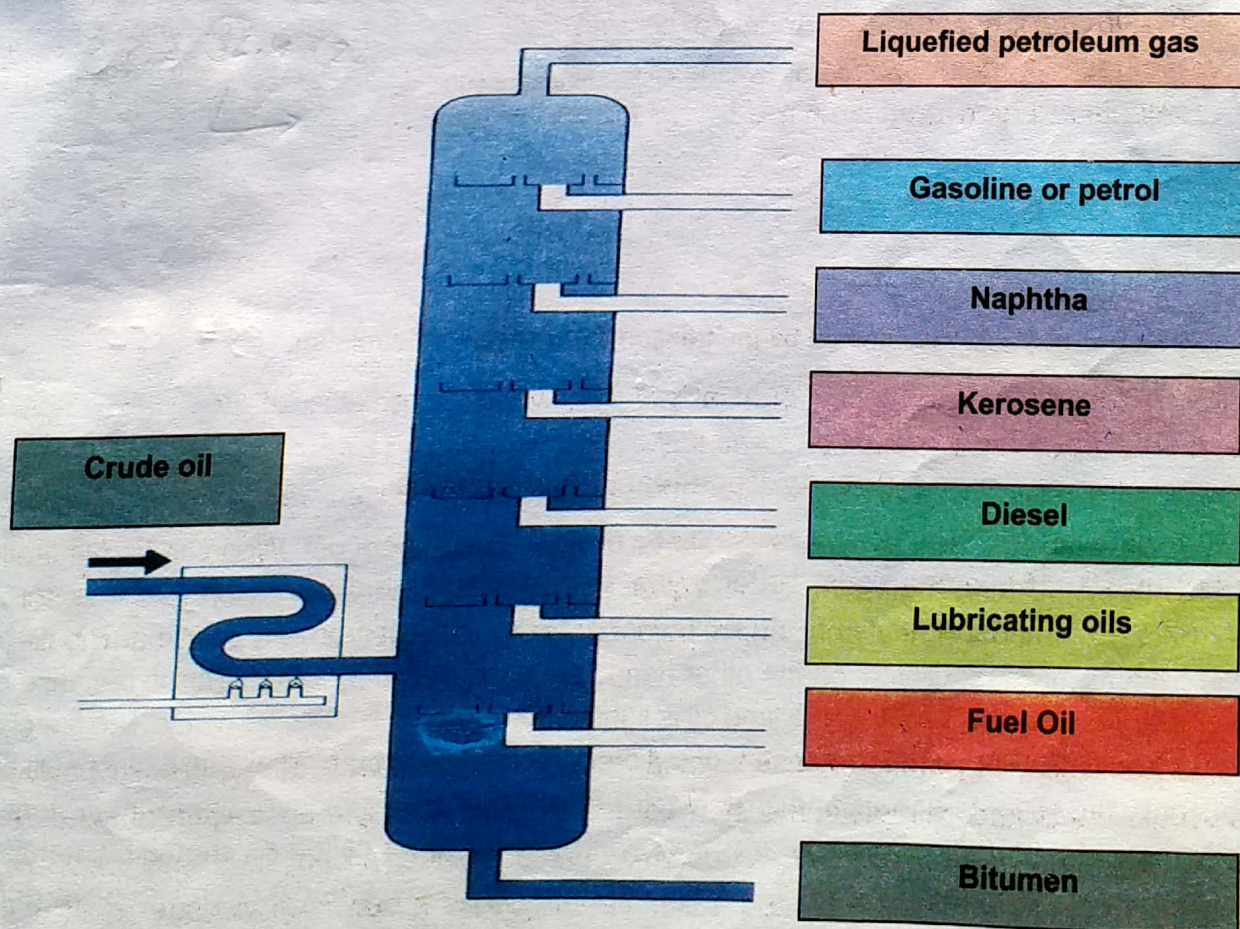 Liquefied petroleum gas
Gasoline or petrol
Naphtha
Kerosene
Crude oil
Diesel
Lubricating oils
Fuel Oil
Bitumen